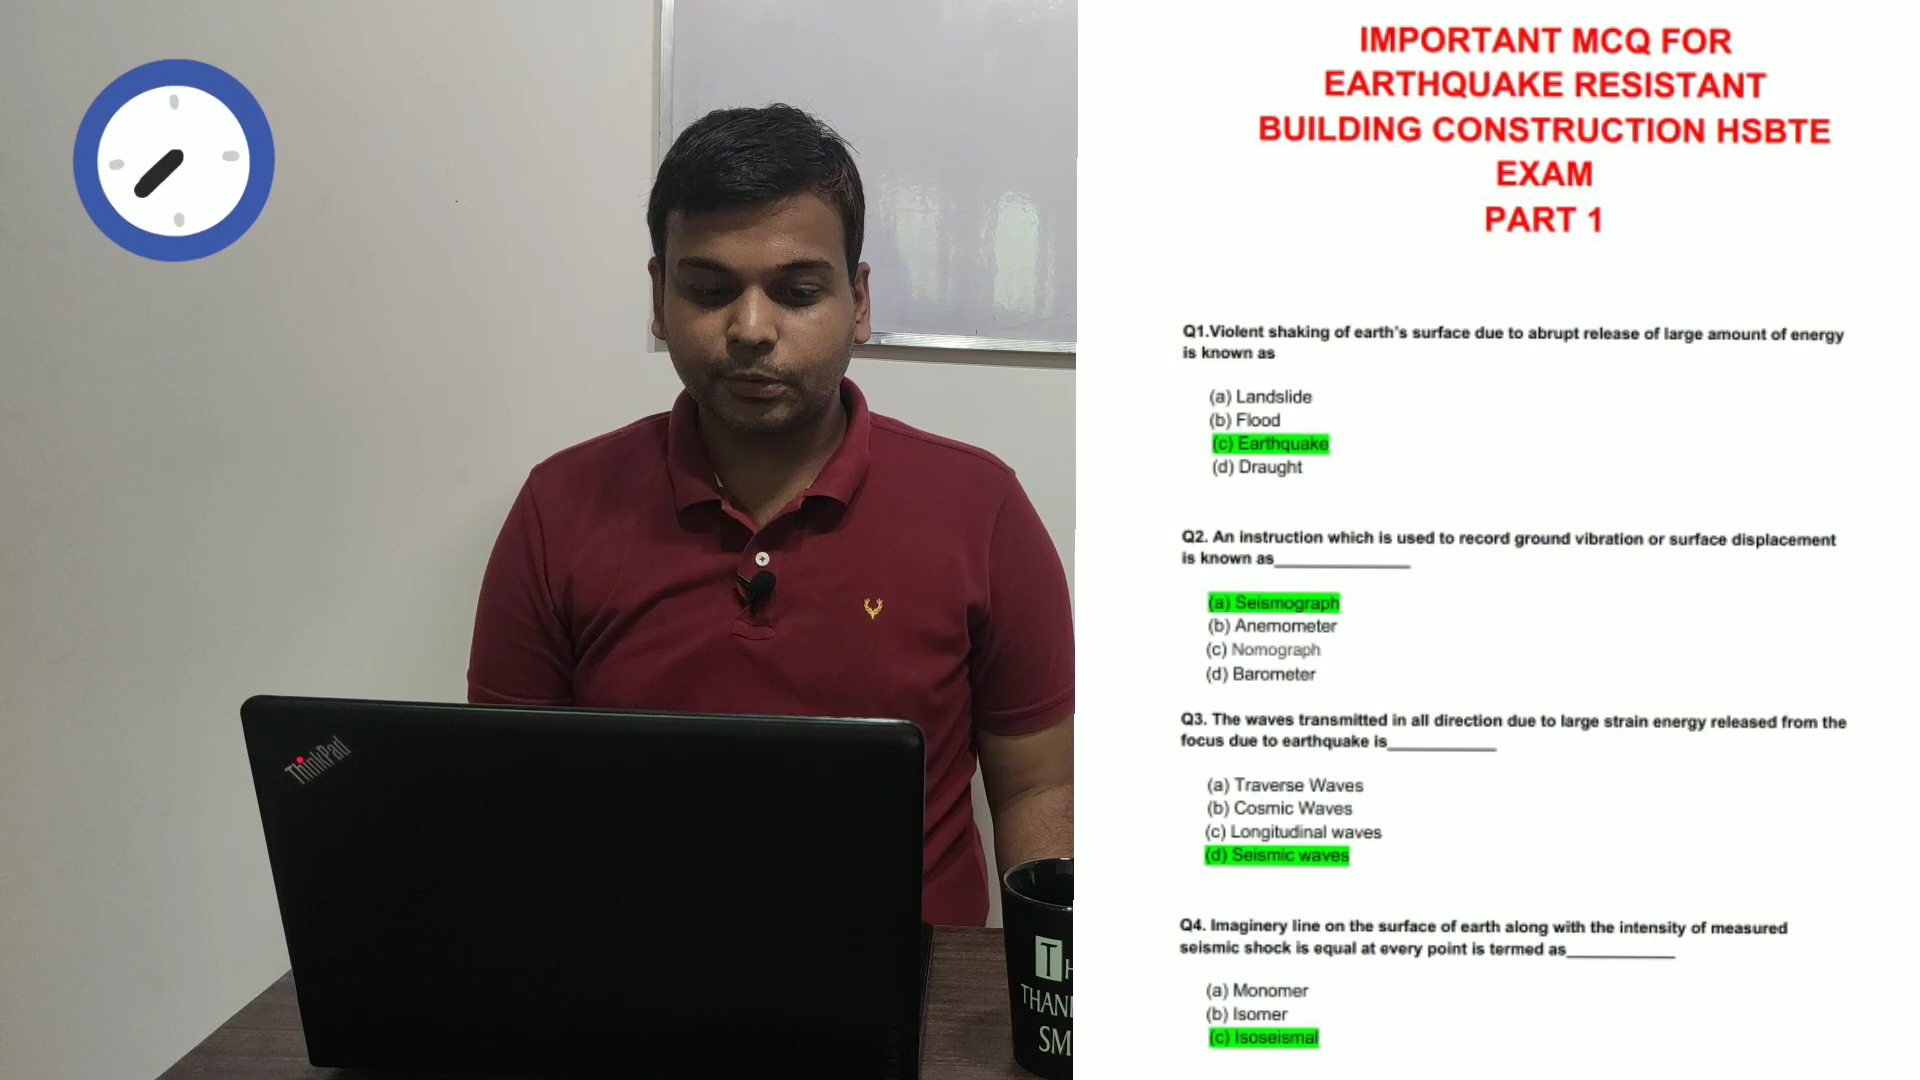 IMPORTANT MCQ FOR
EARTHQUAKE RESISTANT
BUILDING CONSTRUCTION HSBTE
EXAM
PART 1
Q1.Violent shaking of earth's surface due to abrupt release of large amount of energy
is known as
(a) Landslide
(b) Flood
(c) Earthquake
(d) Draught
Q2. An instruction which is used to record ground vibration or surface displacement
is known as_______________
(a) Seismograph
(b) Anemometer
(c) Nomograph
(d) Barometer
Q3. The waves transmitted in all direction due to large strain energy released from the
focus due to earthquake is____________
(a) Traverse Waves
(b) Cosmic Waves
(c) Longitudinal waves
(d) Seismic waves
Q4. Imaginery line on the surface of earth along with the intensity of measured
seismic shock is equal at every point is termed as____________
(a) Monomer
(b) Isomer
(c) Isoseismal
ThinkPad